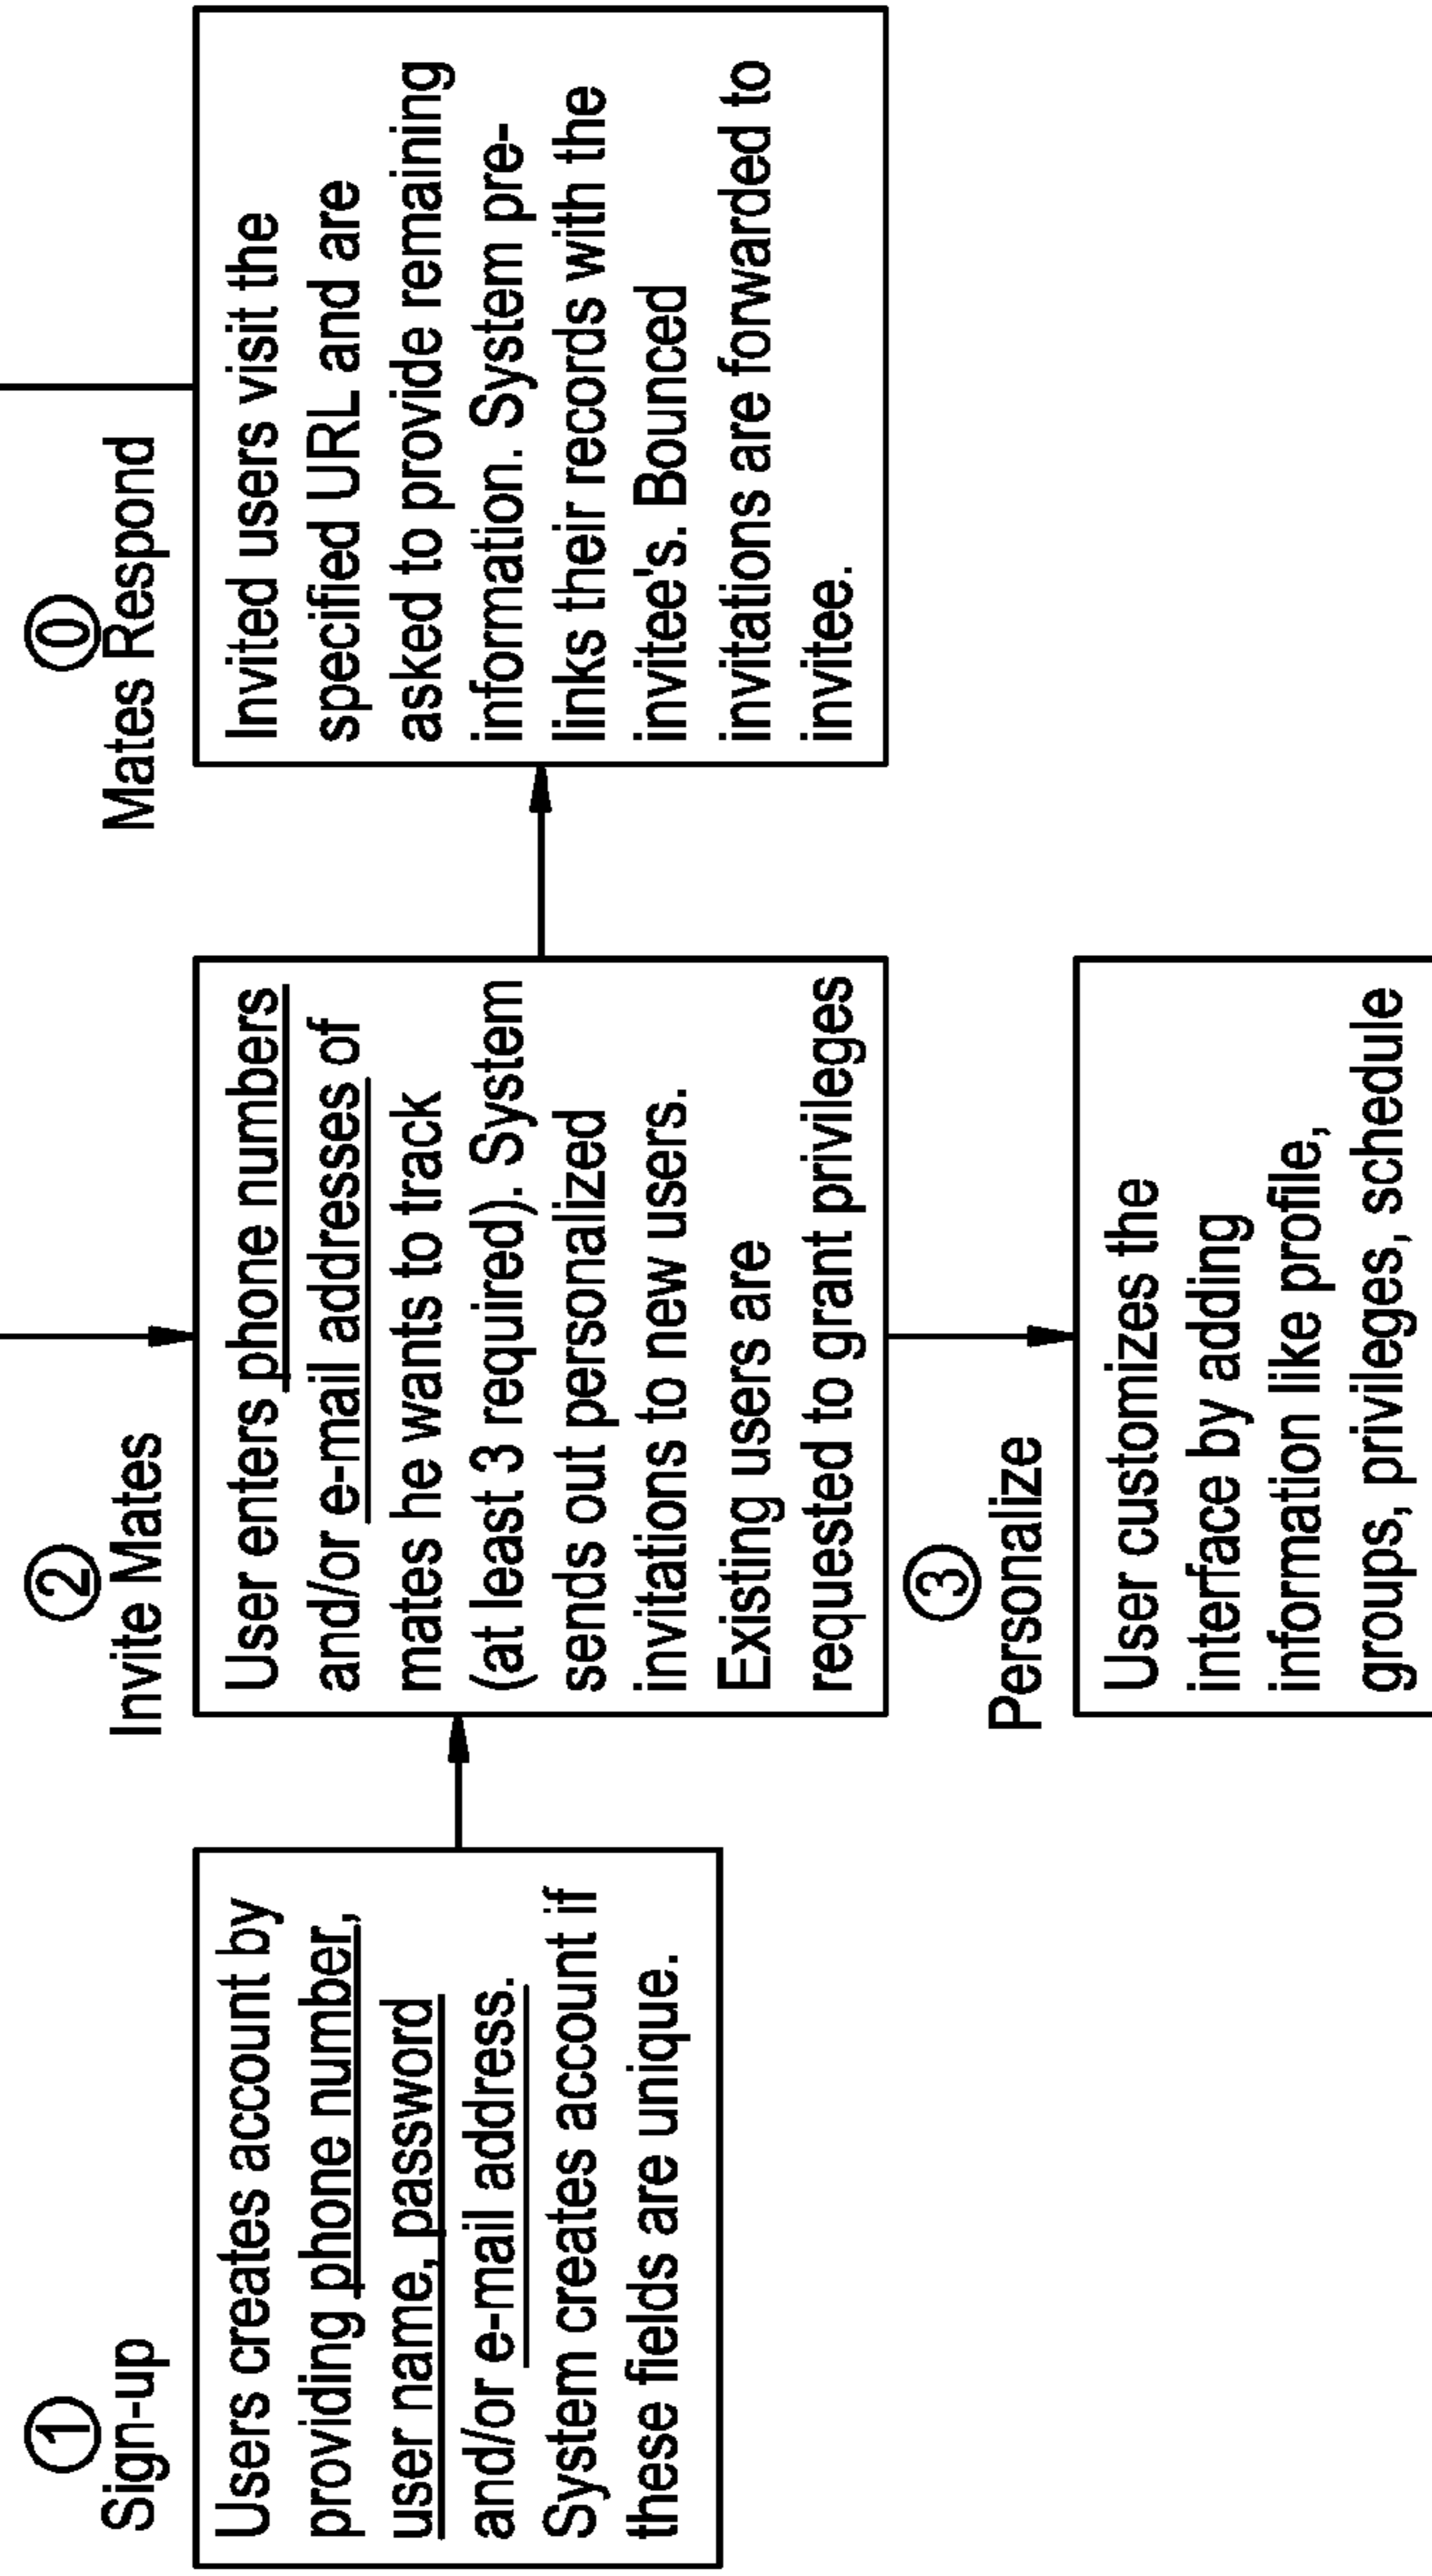 ①
Sign-up
Users creates account by
providing phone number,
user name, password
and/or e-mail address.
System creates account if
these fields are unique.
②
Invite Mates
User enters phone numbers
and/or e-mail addresses of
mates he wants to track
(at least 3 required). System
sends out personalized
invitations to new users.
Existing users are
requested to grant privileges
⓪
Mates Respond
Invited users visit the
specified URL and are
asked to provide remaining
information. System pre-
links their records with the
invitee's. Bounced
invitations are forwarded to
invitee.
③
Personalize
User customizes the
interface by adding
information like profile,
groups, privileges, schedule